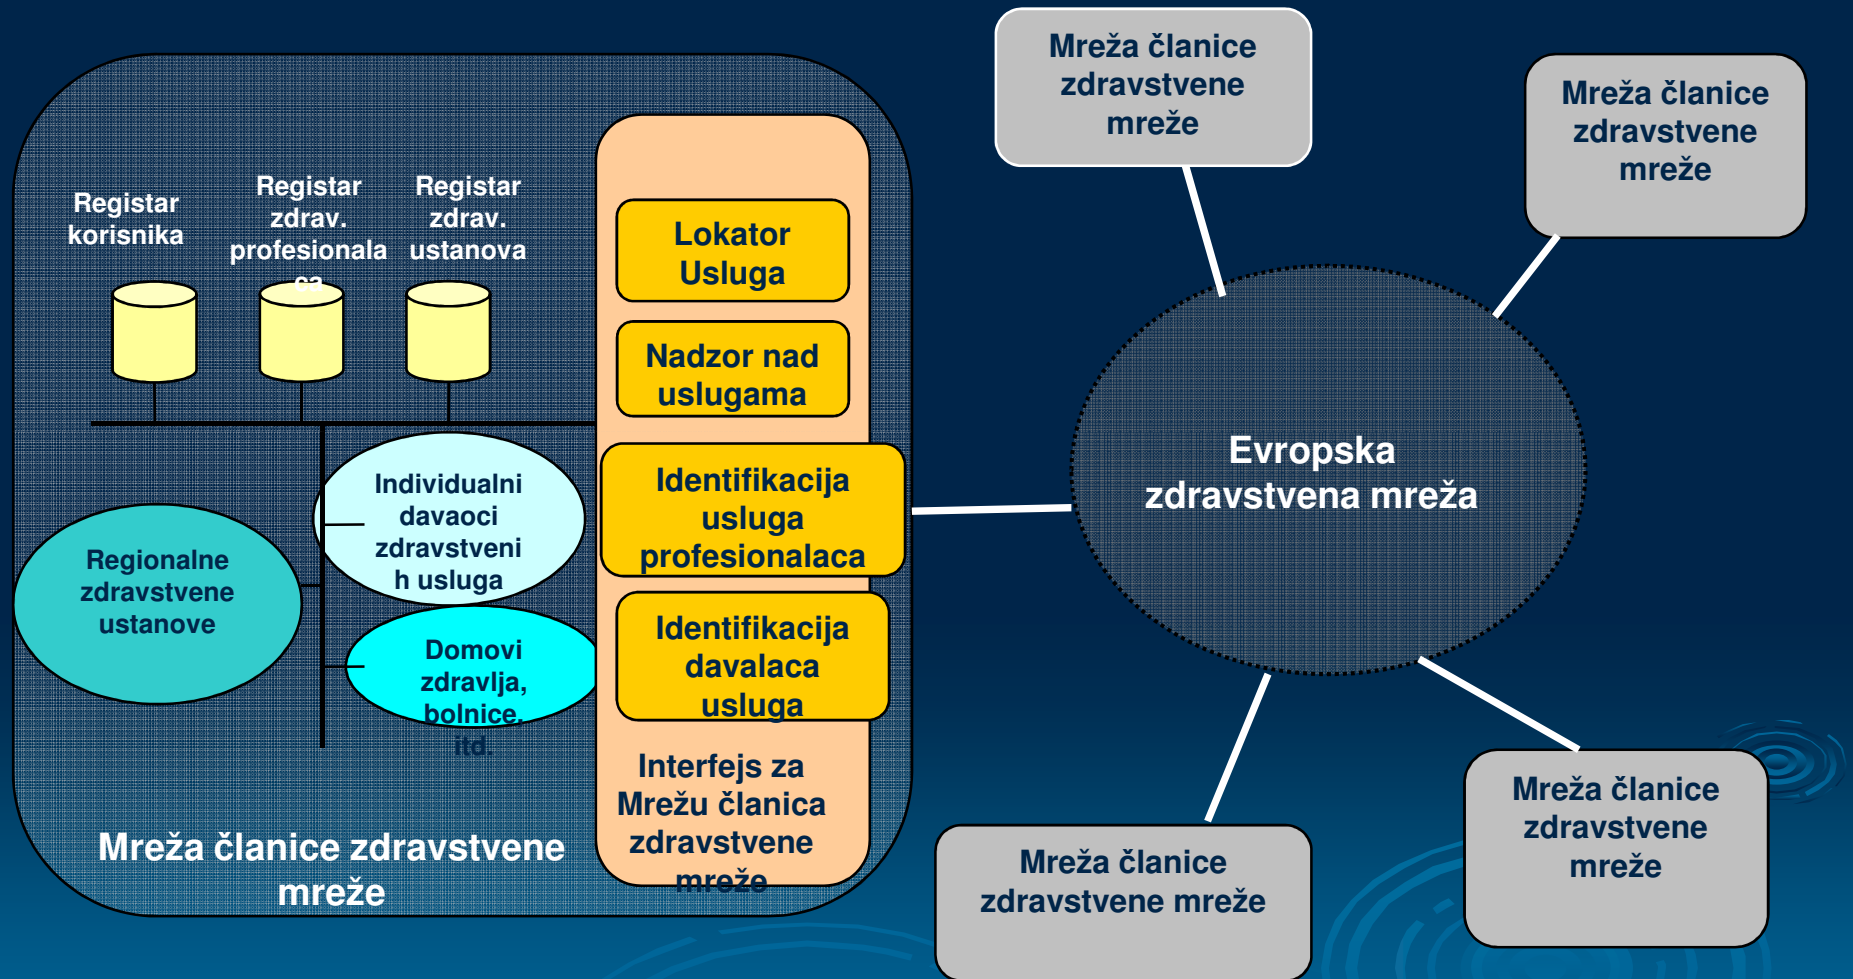 Registar
korisnika
Registar
zdrav.
profesionala
ca
Registar
zdrav.
ustanova
Individualni
davaoci
zdravstveni
h usluga
Regionalne
zdravstvene
ustanove
Domovi
zdravlja,
bolnice,
itd.
Mreža članice zdravstvene
mreže
Lokator
Usluga
Nadzor nad
uslugama
Identifikacija
usluga
profesionalaca
Identifikacija
davalaca
usluga
Interfejs za
Mrežu članica
zdravstvene
mreže
Mreža članice
zdravstvene
mreže
Mreža članice
zdravstvene
mreže
Evropska
zdravstvena mreža
Mreža članice
zdravstvene mreže
Mreža članice
zdravstvene
mreže